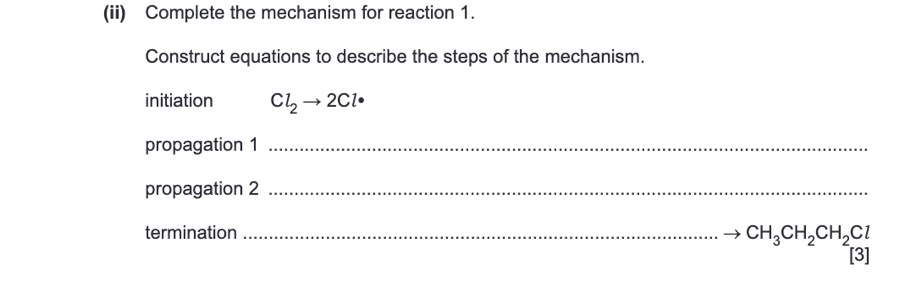 (ii) Complete the mechanism for reaction 1.
Construct equations to describe the steps of the mechanism.
initiation Cl₂ → 2Cl•
propagation 1 ........................................................................................................................
propagation 2 ........................................................................................................................
termination ............................................................................................... → CH₃CH₂CH₂Cl
[3]